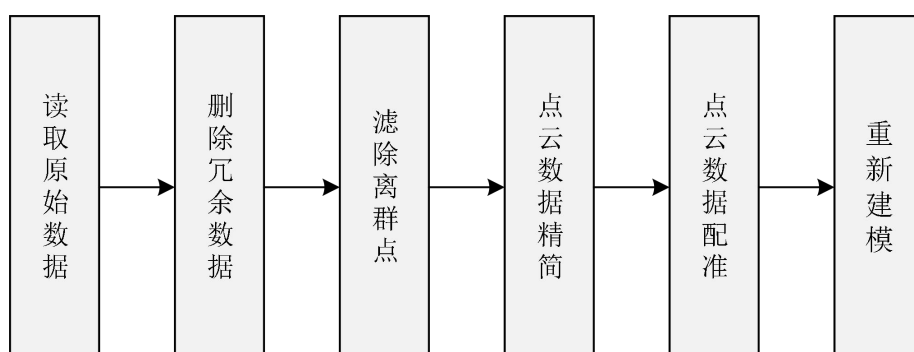 读取原始数据
删除冗余数据
滤除离群点
点云数据精简
点云数据配准
重新建模